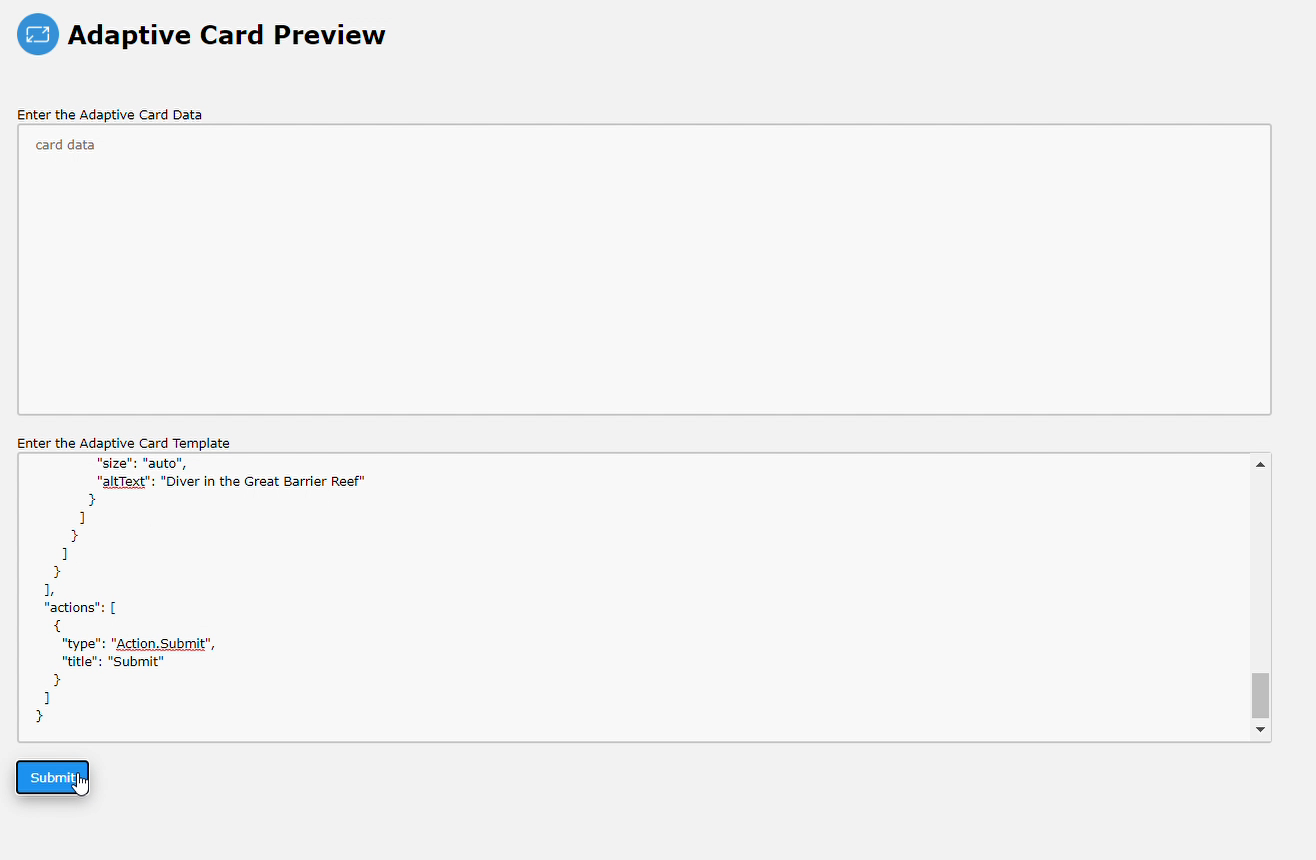 Adaptive Card Preview
Enter the Adaptive Card Data
card data
Enter the Adaptive Card Template
"size": "auto",
"altText": "Diver in the Great Barrier Reef"
}
]
}
]
}
],
"actions": [
{
"type": "Action.Submit",
"title": "Submit"
}
]
}
Submit